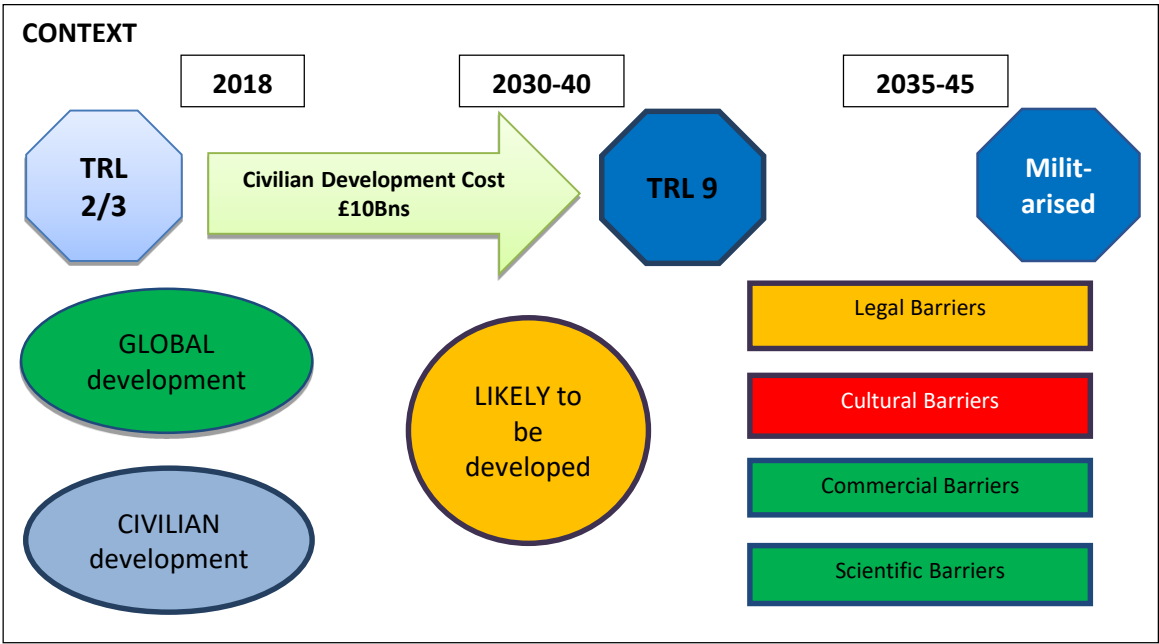 CONTEXT
2018
2030-40
2035-45
TRL
2/3
Civilian Development Cost
£10Bns
TRL 9
Milit-
arised
GLOBAL
development
LIKELY to
be
developed
CIVILIAN
development
Legal Barriers
Cultural Barriers
Commercial Barriers
Scientific Barriers